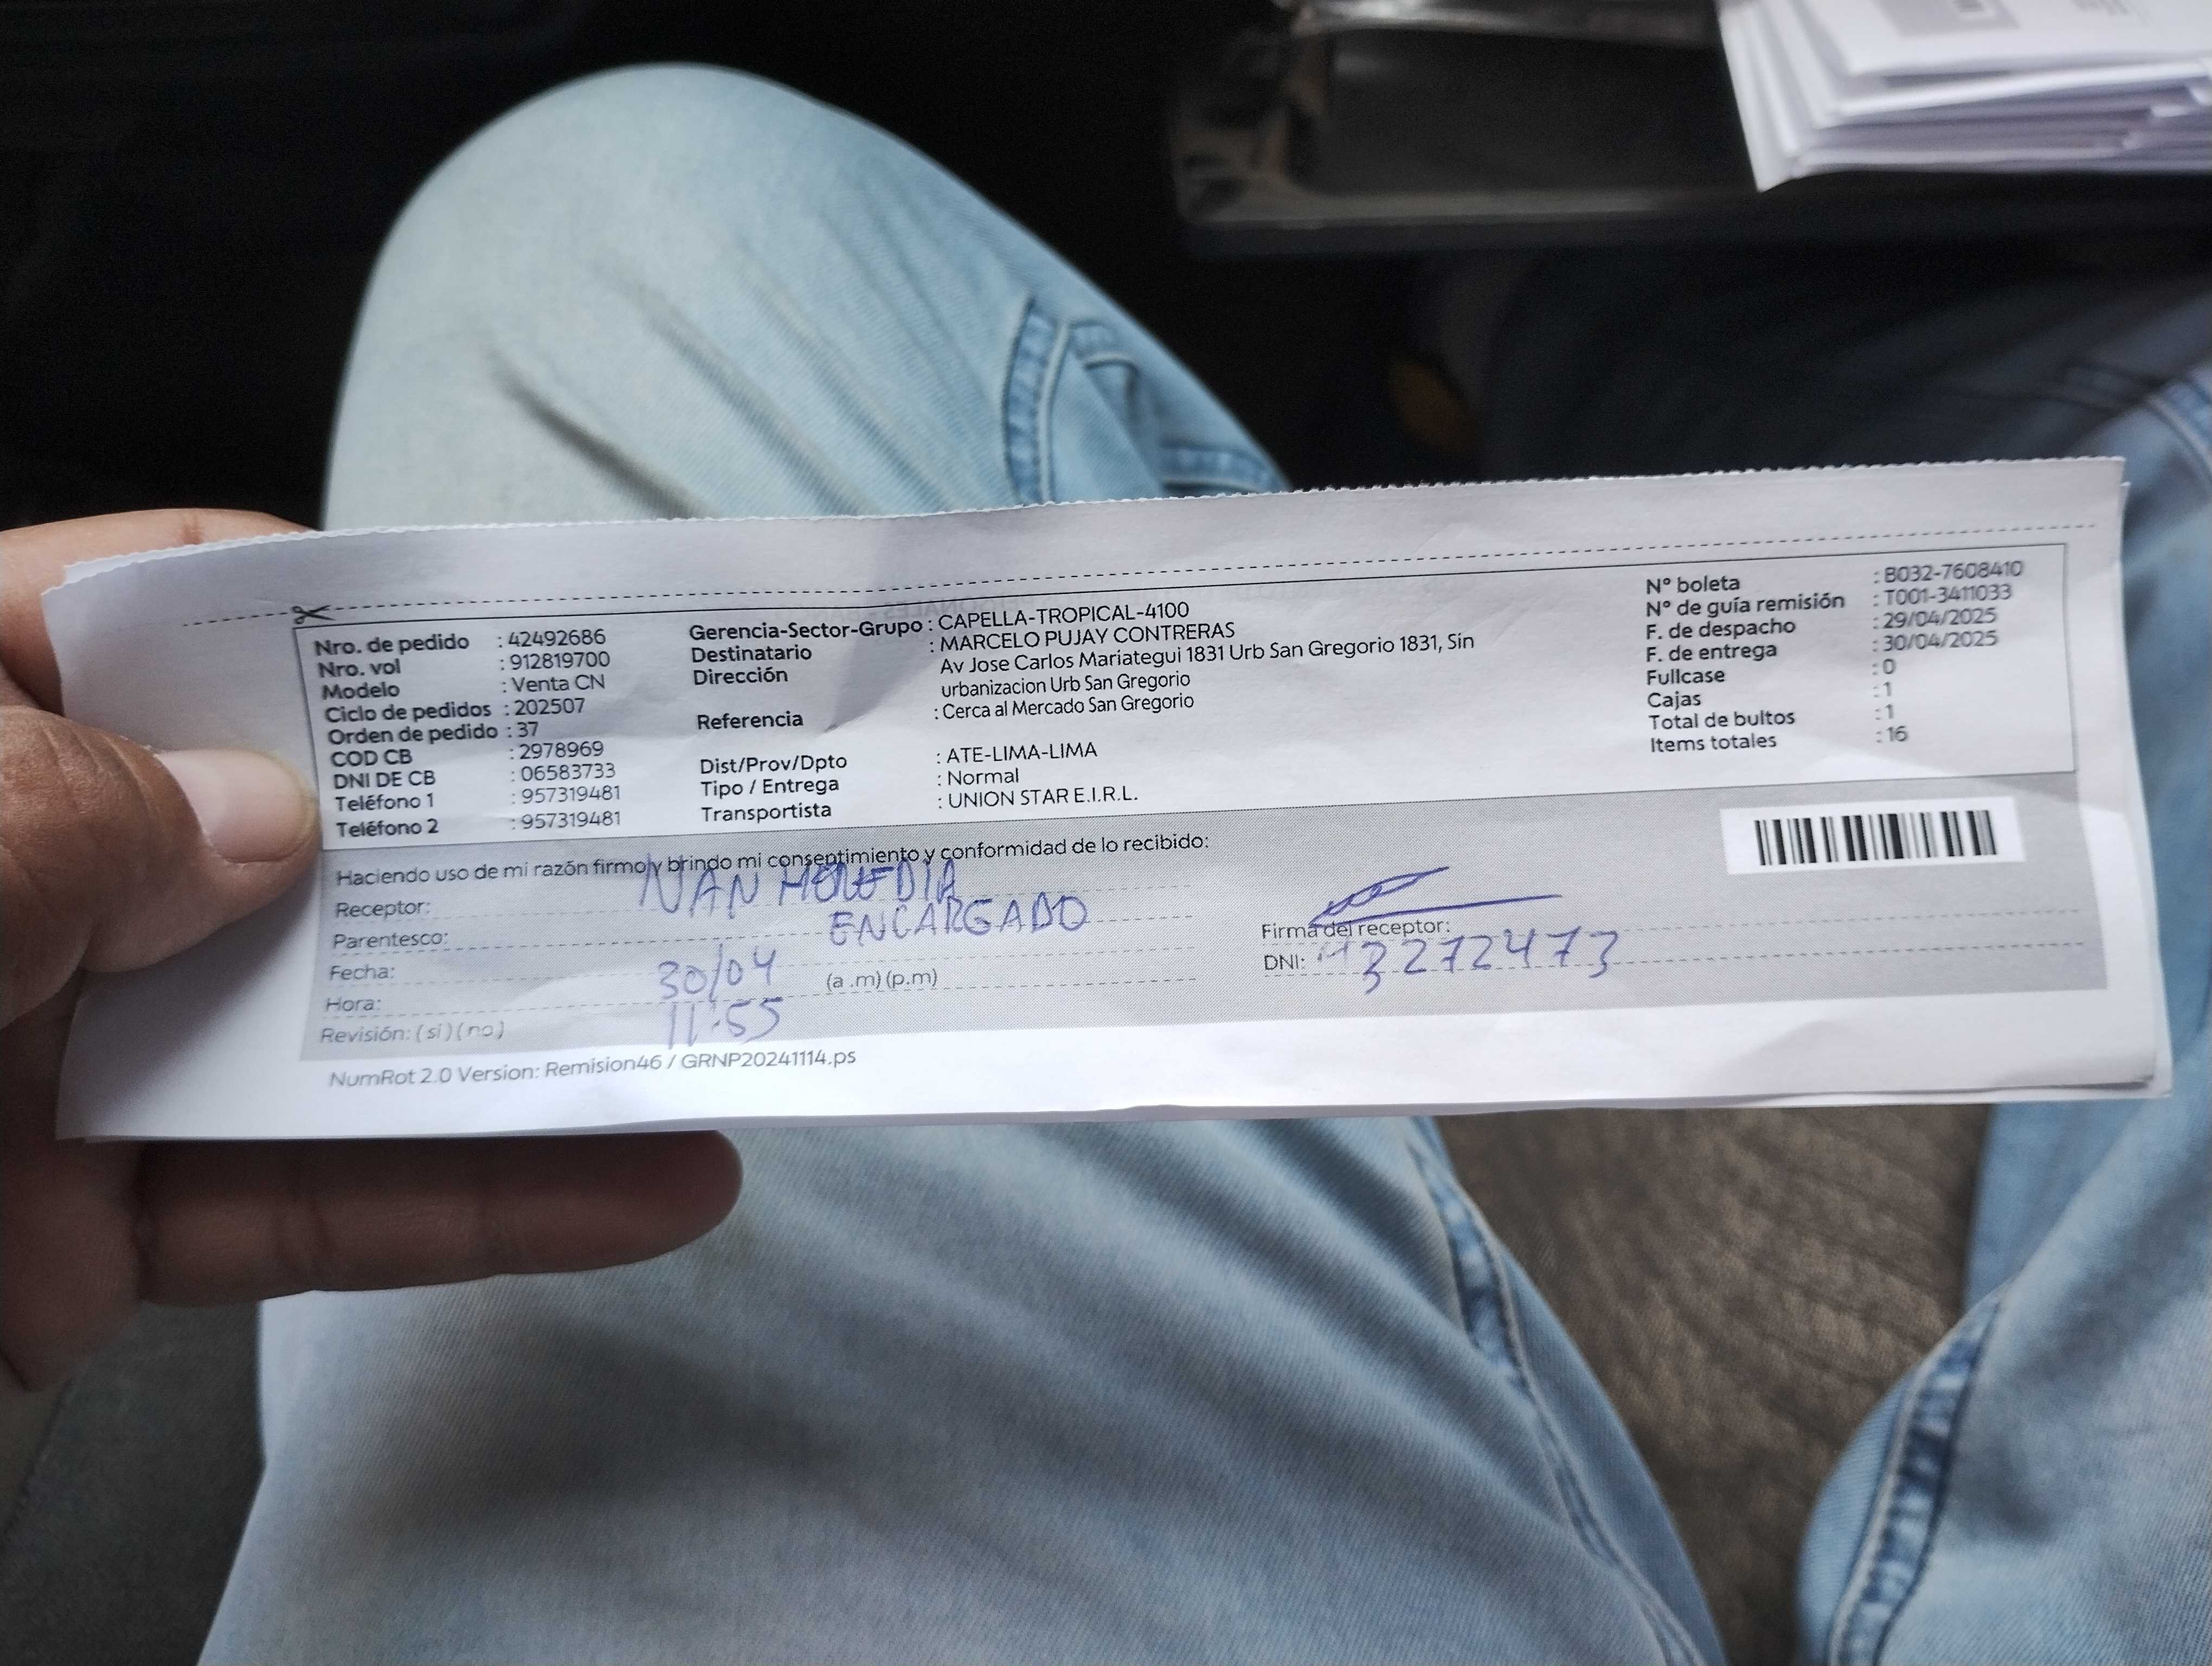 Nro. de pedido : 42492686
Nro. vol : 912819700
Modelo : Venta CN
Ciclo de pedidos : 202507
Orden de pedido : 37
COD CB : 2978969
DNI DE CB : 06583733
Teléfono 1 : 957319481
Teléfono 2 : 957319481
Gerencia-Sector-Grupo : CAPELLA-TROPICAL-4100
Destinatario : MARCELO PUJAY CONTRERAS
Dirección Av Jose Carlos Mariategui 1831 Urb San Gregorio 1831, Sin
urbanizacion Urb San Gregorio
Referencia : Cerca al Mercado San Gregorio
Dist/Prov/Dpto : ATE-LIMA-LIMA
Tipo / Entrega : Normal
Transportista : UNION STAR E.I.R.L.
N° boleta : B032-7608410
N° de guía remisión : T001-3411033
F. de despacho : 29/04/2025
F. de entrega : 30/04/2025
Fullcase : 0
Cajas : 1
Total de bultos : 1
Items totales : 16
Haciendo uso de mi razón firmo y brindo mi consentimiento y conformidad de lo recibido:
Receptor:
Parentesco: ENCARGADO
Fecha: 30/04
Hora: 11:55 (a .m) (p.m)
Revisión: ( si ) ( no )
Firma del receptor:
DNI: 43272473
NumRot 2.0 Version: Remision46 / GRNP20241114.ps